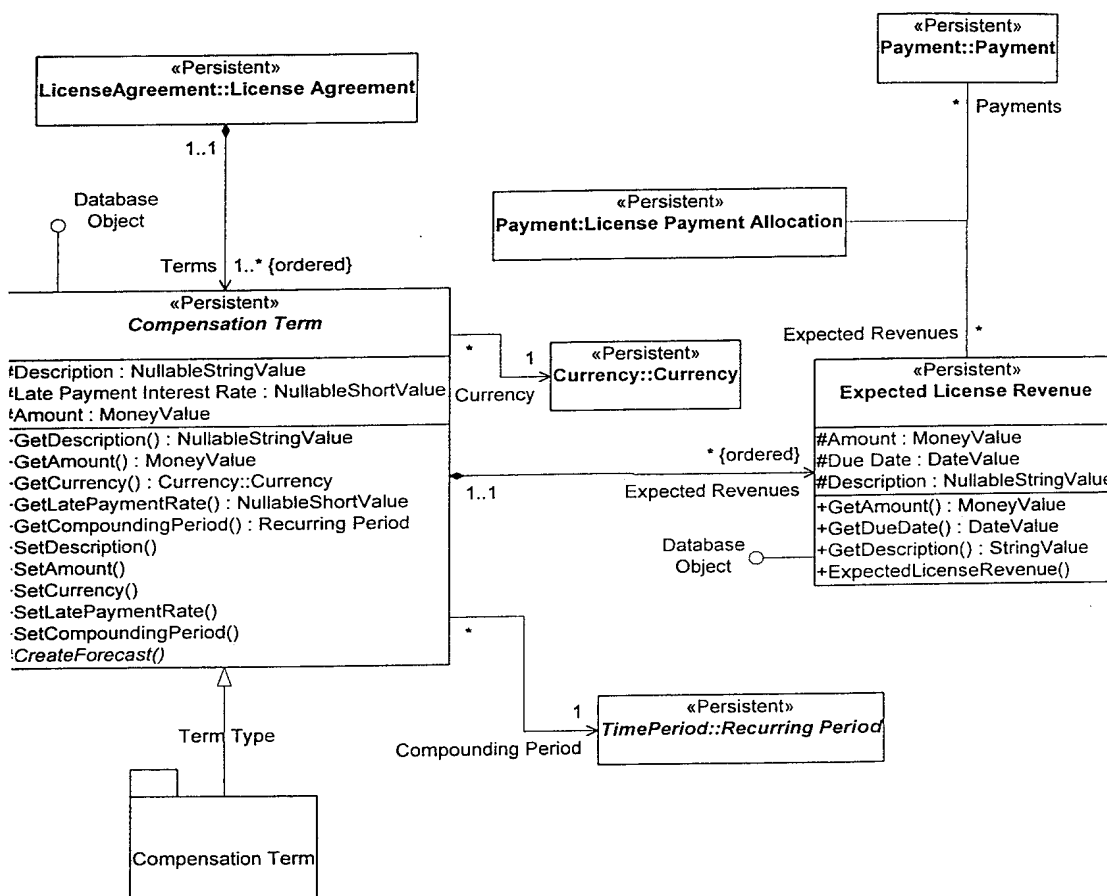 «Persistent»
Payment::Payment
«Persistent»
LicenseAgreement::License Agreement
* Payments
1..1
Database
Object
«Persistent»
Payment:License Payment Allocation
Terms 1..* {ordered}
«Persistent»
Compensation Term
#Description : NullableStringValue
#Late Payment Interest Rate : NullableShortValue
#Amount : MoneyValue
·GetDescription() : NullableStringValue
·GetAmount() : MoneyValue
·GetCurrency() : Currency::Currency
·GetLatePaymentRate() : NullableShortValue
·GetCompoundingPeriod() : Recurring Period
·SetDescription()
·SetAmount()
·SetCurrency()
·SetLatePaymentRate()
·SetCompoundingPeriod()
CreateForecast()
*
1
Currency
«Persistent»
Currency::Currency
Expected Revenues *
«Persistent»
Expected License Revenue
#Amount : MoneyValue
#Due Date : DateValue
#Description : NullableStringValue
+GetAmount() : MoneyValue
+GetDueDate() : DateValue
+GetDescription() : StringValue
+ExpectedLicenseRevenue()
* {ordered}
1..1
Expected Revenues
Database
Object
*
1
Compounding Period
«Persistent»
TimePeriod::Recurring Period
Term Type
Compensation Term